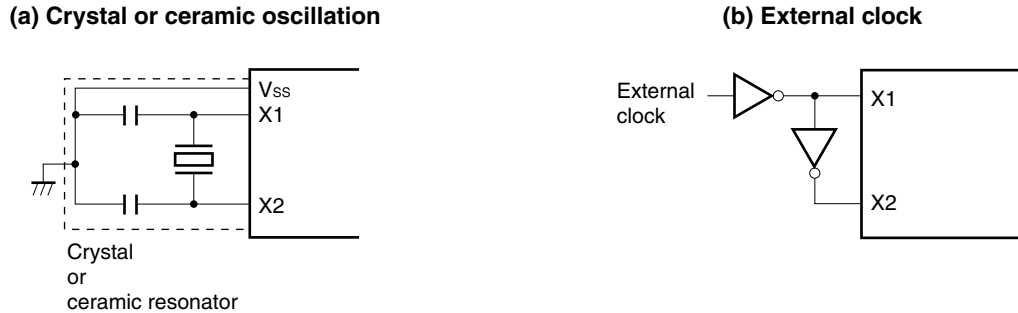 (a) Crystal or ceramic oscillation
VSS
X1
X2
Crystal
or
ceramic resonator
(b) External clock
External
clock
X1
X2